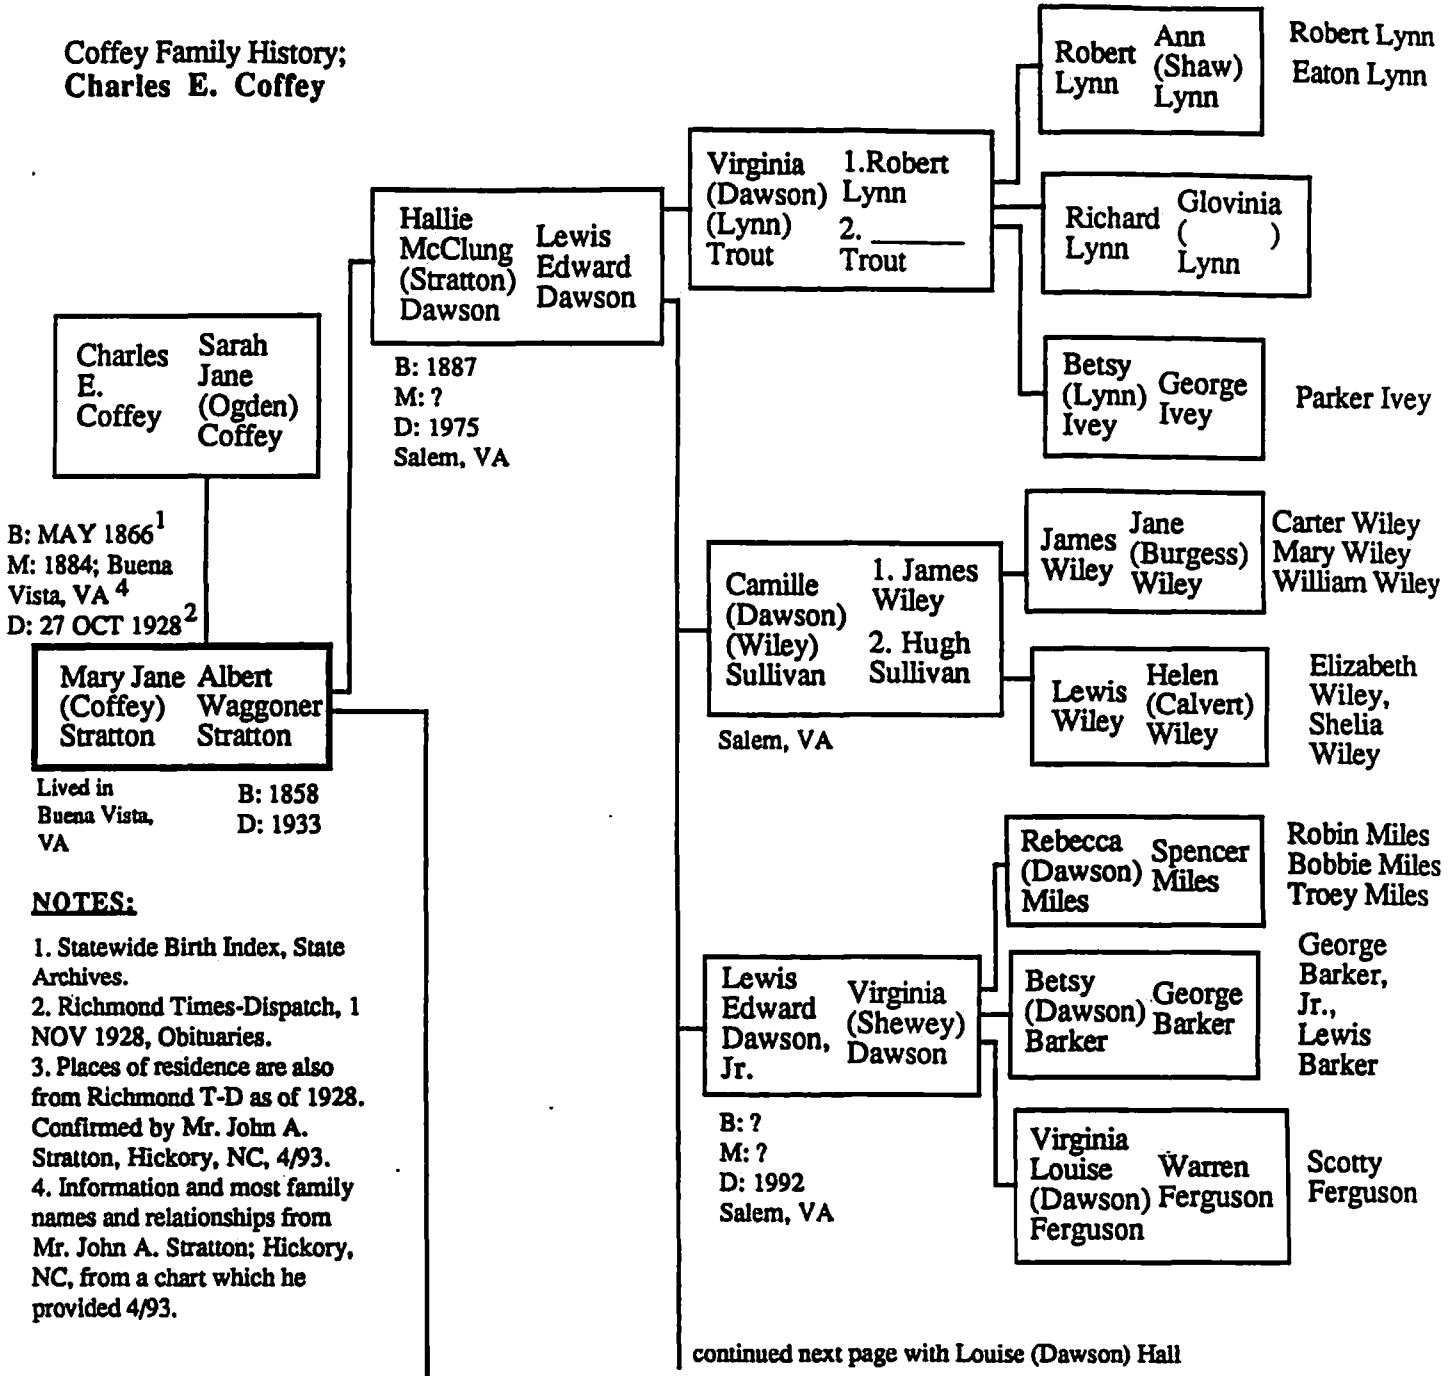 Coffey Family History;
Charles E. Coffey
Charles
E.
Coffey
Sarah
Jane
(Ogden)
Coffey
B: MAY 1866 1
M: 1884; Buena
Vista, VA 4
D: 27 OCT 1928 2
Mary Jane
(Coffey)
Stratton
Albert
Waggoner
Stratton
Lived in
Buena Vista,
VA
B: 1858
D: 1933
NOTES:
1. Statewide Birth Index, State
Archives.
2. Richmond Times-Dispatch, 1
NOV 1928, Obituaries.
3. Places of residence are also
from Richmond T-D as of 1928.
Confirmed by Mr. John A.
Stratton, Hickory, NC, 4/93.
4. Information and most family
names and relationships from
Mr. John A. Stratton; Hickory,
NC, from a chart which he
provided 4/93.
Hallie
McClung
(Stratton)
Dawson
Lewis
Edward
Dawson
B: 1887
M: ?
D: 1975
Salem, VA
Virginia
(Dawson)
(Lynn)
Trout
1.Robert
Lynn
2. ______
Trout
Robert
Lynn
Ann
(Shaw)
Lynn
Robert Lynn
Eaton Lynn
Richard
Lynn
Glovinia
(          )
Lynn
Betsy
(Lynn)
Ivey
George
Ivey
Parker Ivey
Camille
(Dawson)
(Wiley)
Sullivan
1. James
Wiley
2. Hugh
Sullivan
Salem, VA
James
Wiley
Jane
(Burgess)
Wiley
Carter Wiley
Mary Wiley
William Wiley
Lewis
Wiley
Helen
(Calvert)
Wiley
Elizabeth
Wiley,
Shelia
Wiley
Lewis
Edward
Dawson,
Jr.
Virginia
(Shewey)
Dawson
B: ?
M: ?
D: 1992
Salem, VA
Rebecca
(Dawson)
Miles
Spencer
Miles
Robin Miles
Bobbie Miles
Troey Miles
Betsy
(Dawson)
Barker
George
Barker
George
Barker,
Jr.,
Lewis
Barker
Virginia
Louise
(Dawson)
Ferguson
Warren
Ferguson
Scotty
Ferguson
continued next page with Louise (Dawson) Hall